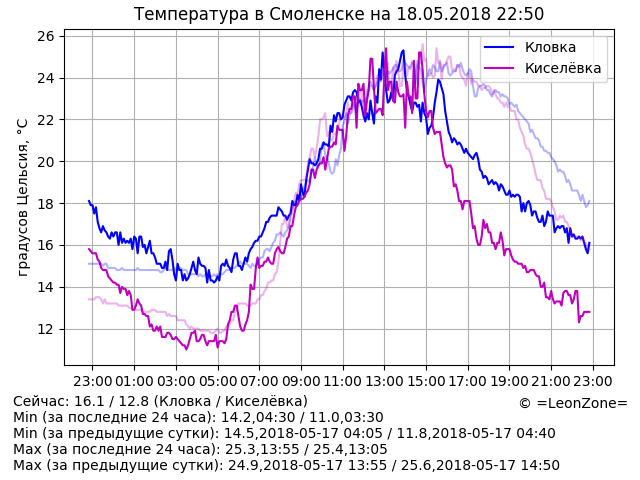 Температура в Смоленске на 18.05.2018 22:50
Кловка
Киселёвка
градусов Цельсия, °C
26
24
22
20
18
16
14
12
23:00 01:00 03:00 05:00 07:00 09:00 11:00 13:00 15:00 17:00 19:00 21:00 23:00
Сейчас: 16.1 / 12.8 (Кловка / Киселёвка)
© =LeonZone=
Min (за последние 24 часа): 14.2,04:30 / 11.0,03:30
Min (за предыдущие сутки): 14.5,2018-05-17 04:05 / 11.8,2018-05-17 04:40
Max (за последние 24 часа): 25.3,13:55 / 25.4,13:05
Max (за предыдущие сутки): 24.9,2018-05-17 13:55 / 25.6,2018-05-17 14:50